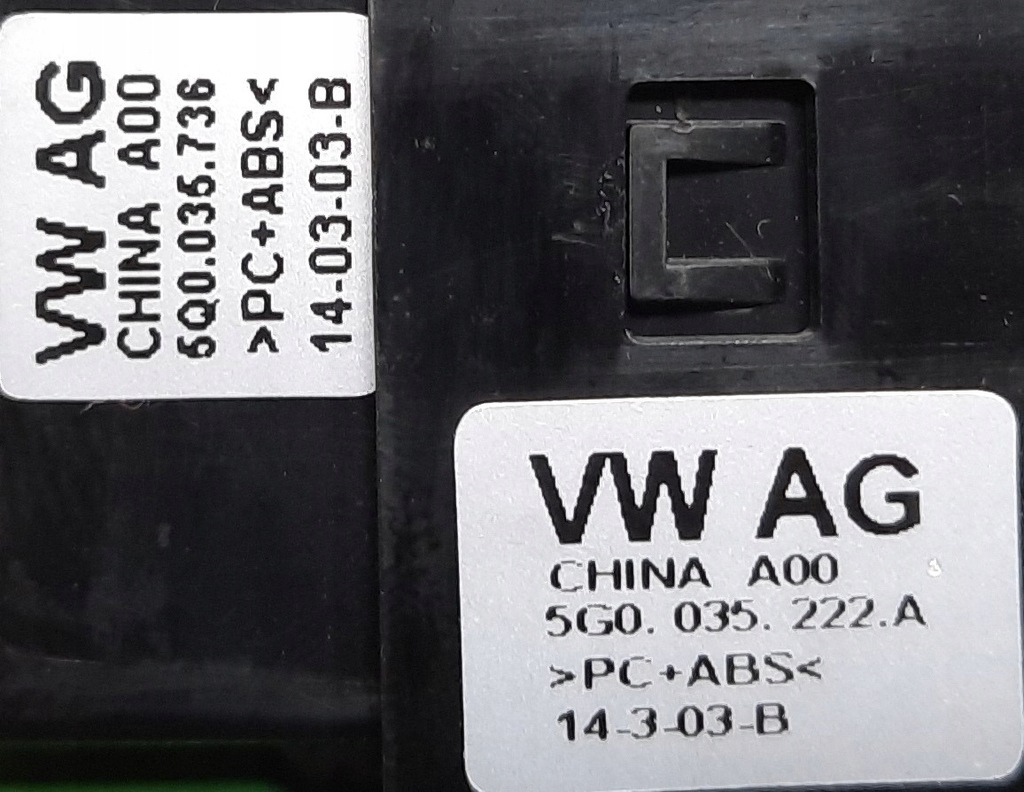 VW AG
CHINA A00
5Q0.035.736
>PC+ABS<
14-03-03-B
VW AG
CHINA A00
5G0. 035. 222.A
>PC+ABS<
14-3-03-B